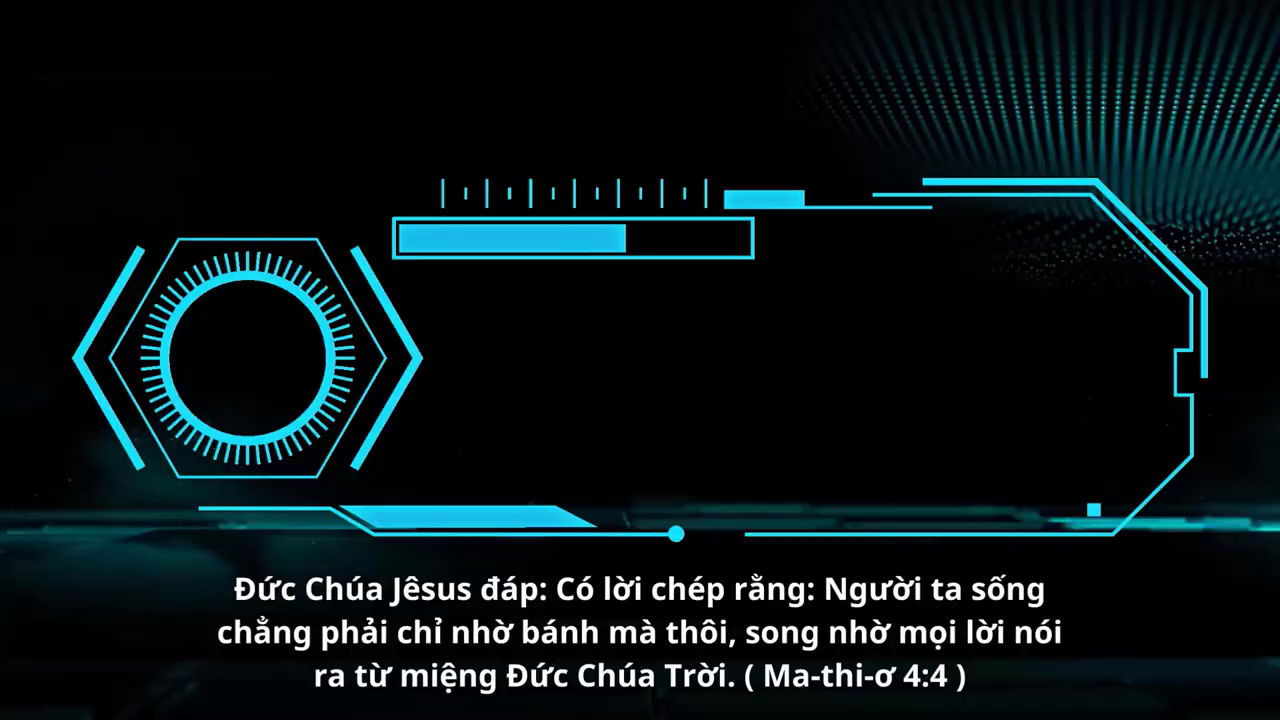 Đức Chúa Jêsus đáp: Có lời chép rằng: Người ta sống
chẳng phải chỉ nhờ bánh mà thôi, song nhờ mọi lời nói
ra từ miệng Đức Chúa Trời. ( Ma-thi-ơ 4:4 )